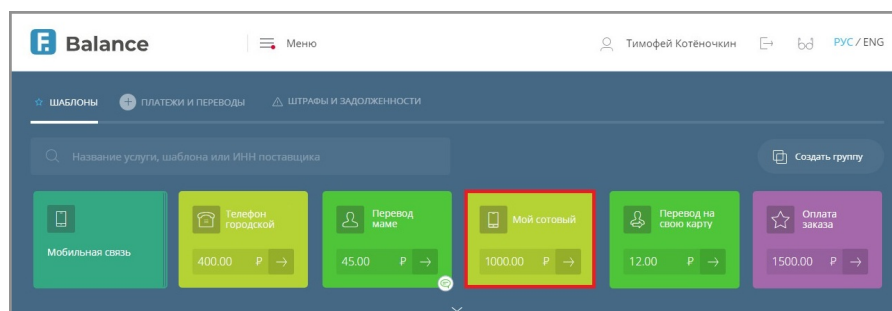 F. Balance
Меню
Тимофей Котёночкин
РУС / ENG
ШАБЛОНЫ
ПЛАТЕЖИ И ПЕРЕВОДЫ
ШТРАФЫ И ЗАДОЛЖЕННОСТИ
Название услуги, шаблона или ИНН поставщика
Создать группу
Мобильная связь
Телефон
городской
400.00 ₽
Перевод
маме
45.00 ₽
Мой сотовый
1000.00 ₽
Перевод на
свою карту
12.00 ₽
Оплата
заказа
1500.00 ₽